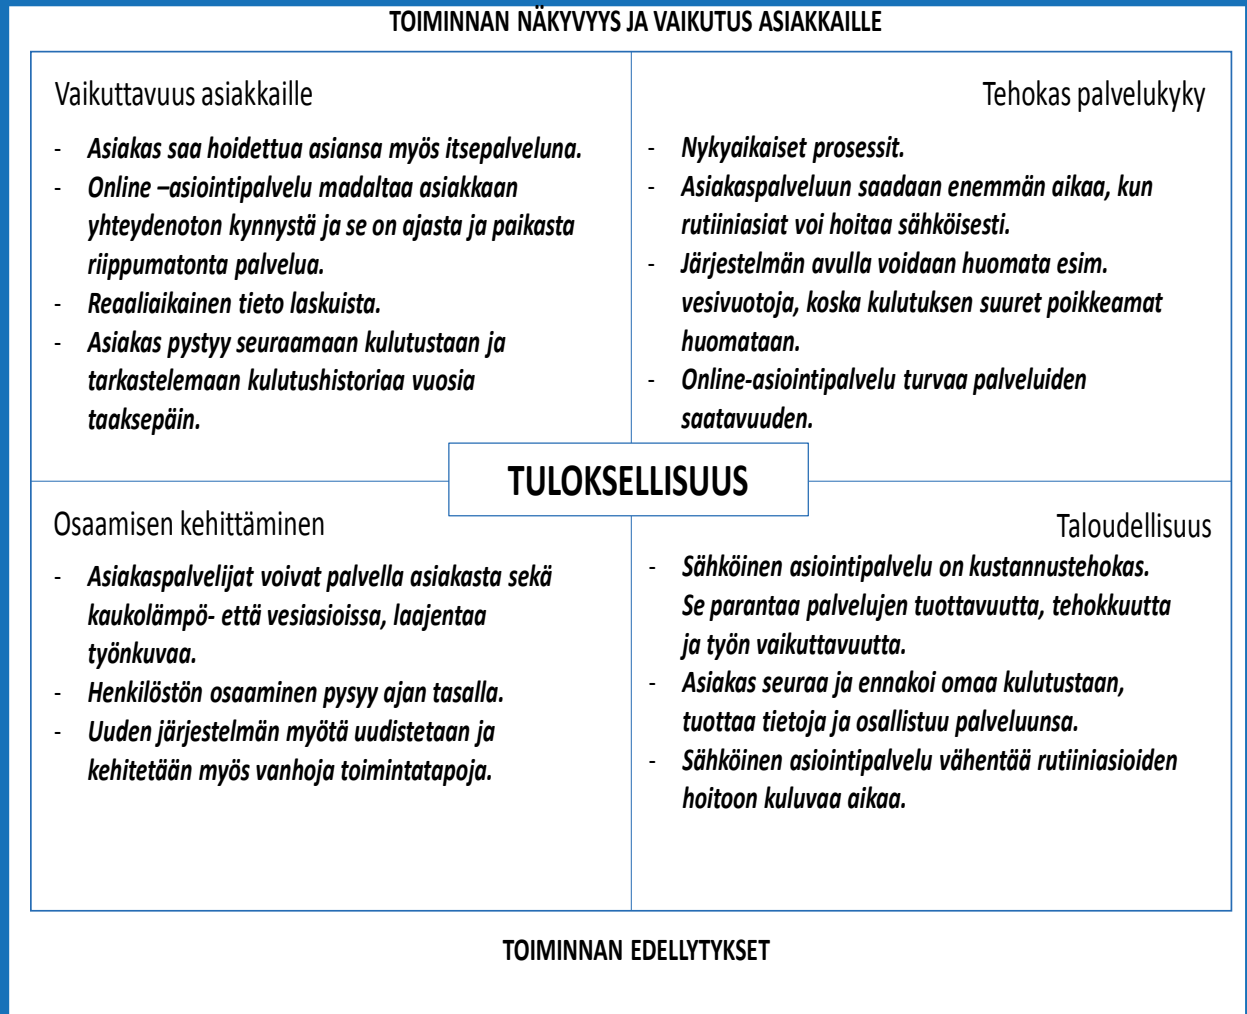 TOIMINNAN NÄKYVYYS JA VAIKUTUS ASIAKKAILLE
Vaikuttavuus asiakkaille
- Asiakas saa hoidettua asiansa myös itsepalveluna.
- Online –asiointipalvelu madaltaa asiakkaan
yhteydenoton kynnystä ja se on ajasta ja paikasta
riippumatonta palvelua.
- Reaaliaikainen tieto laskuista.
- Asiakas pystyy seuraamaan kulutustaan ja
tarkastelemaan kulutushistoriaa vuosia
taaksepäin.
Tehokas palvelukyky
- Nykyaikaiset prosessit.
- Asiakaspalveluun saadaan enemmän aikaa, kun
rutiiniasiat voi hoitaa sähköisesti.
- Järjestelmän avulla voidaan huomata esim.
vesivuotoja, koska kulutuksen suuret poikkeamat
huomataan.
- Online-asiointipalvelu turvaa palveluiden
saatavuuden.
TULOKSELLISUUS
Osaamisen kehittäminen
- Asiakaspalvelijat voivat palvella asiakasta sekä
kaukolämpö- että vesiasioissa, laajentaa
työnkuvaa.
- Henkilöstön osaaminen pysyy ajan tasalla.
- Uuden järjestelmän myötä uudistetaan ja
kehitetään myös vanhoja toimintatapoja.
Taloudellisuus
- Sähköinen asiointipalvelu on kustannustehokas.
Se parantaa palvelujen tuottavuutta, tehokkuutta
ja työn vaikuttavuutta.
- Asiakas seuraa ja ennakoi omaa kulutustaan,
tuottaa tietoja ja osallistuu palveluunsa.
- Sähköinen asiointipalvelu vähentää rutiiniasioiden
hoitoon kuluvaa aikaa.
TOIMINNAN EDELLYTYKSET